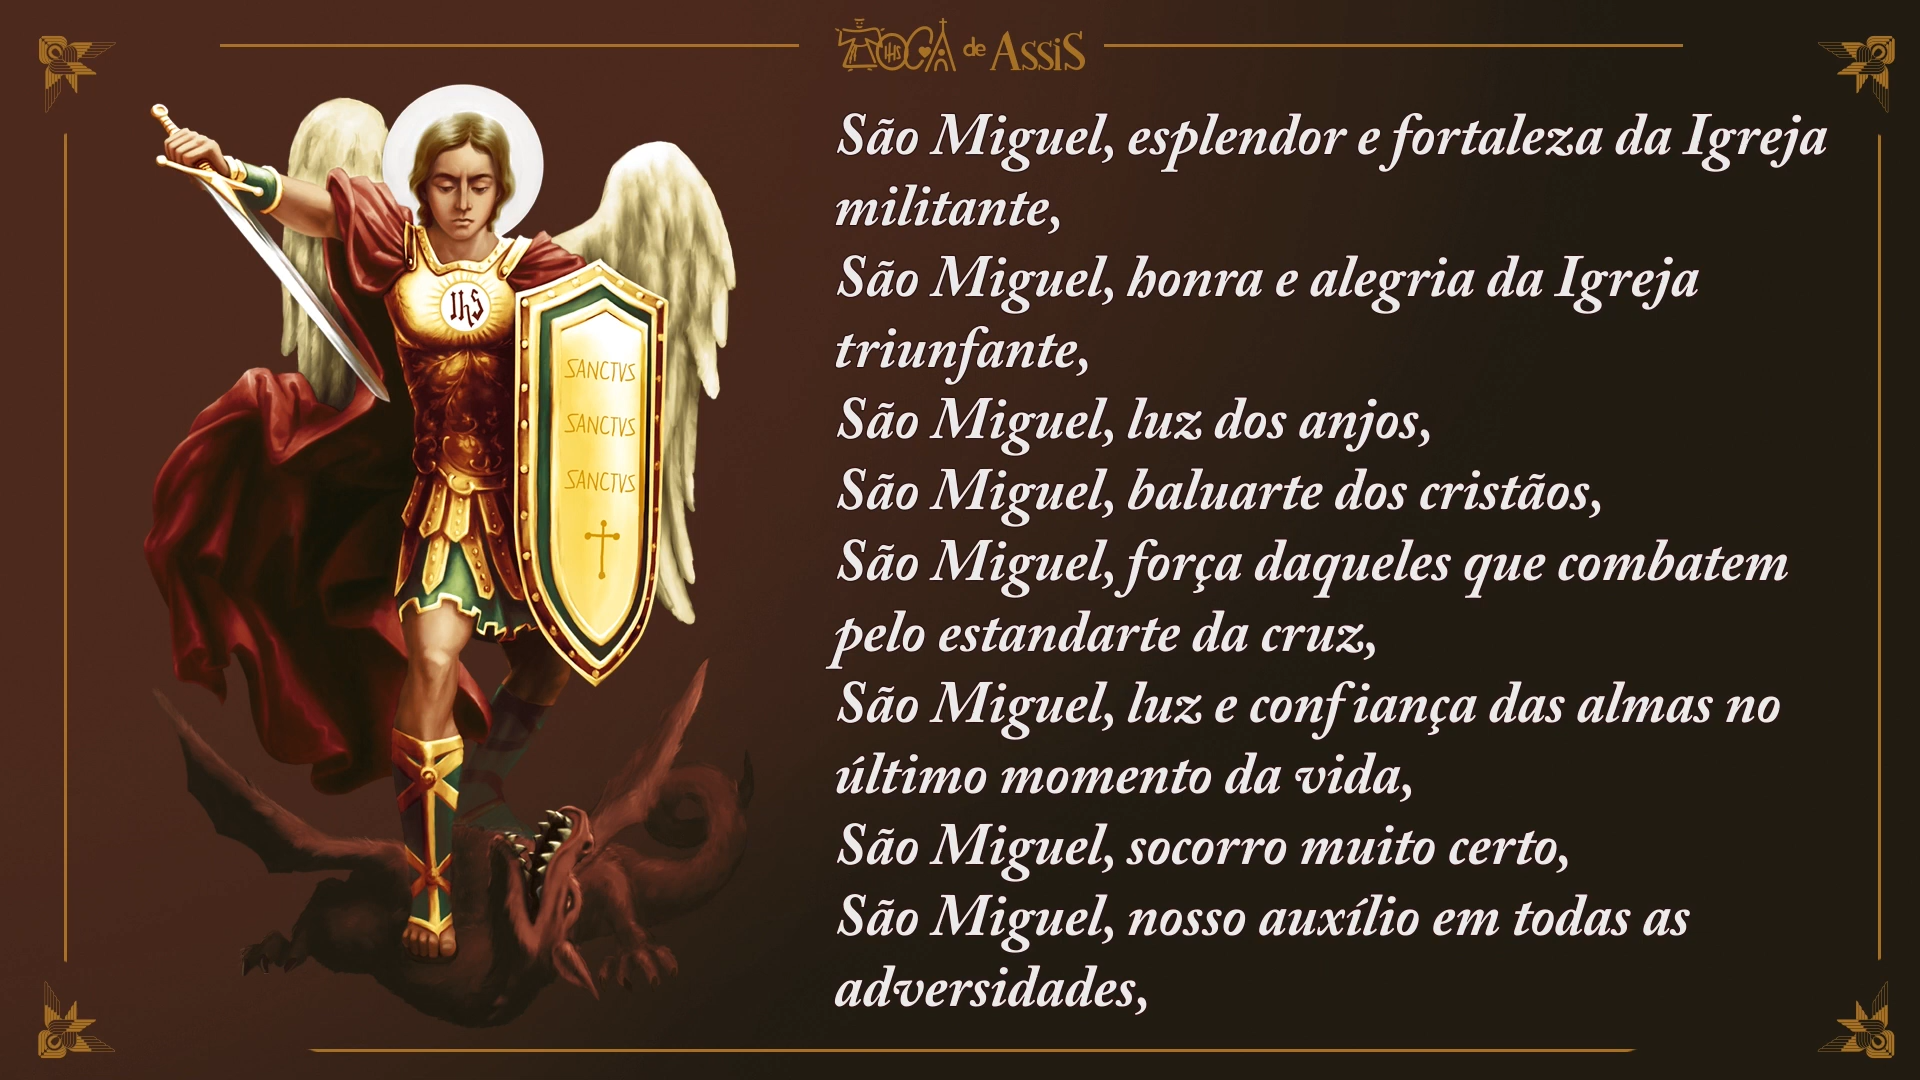 TOCA de ASSIS
São Miguel, esplendor e fortaleza da Igreja
militante,
São Miguel, honra e alegria da Igreja
triunfante,
São Miguel, luz dos anjos,
São Miguel, baluarte dos cristãos,
São Miguel, força daqueles que combatem
pelo estandarte da cruz,
São Miguel, luz e confiança das almas no
último momento da vida,
São Miguel, socorro muito certo,
São Miguel, nosso auxílio em todas as
adversidades,
IhS
SANCTVS
SANCTVS
SANCTVS